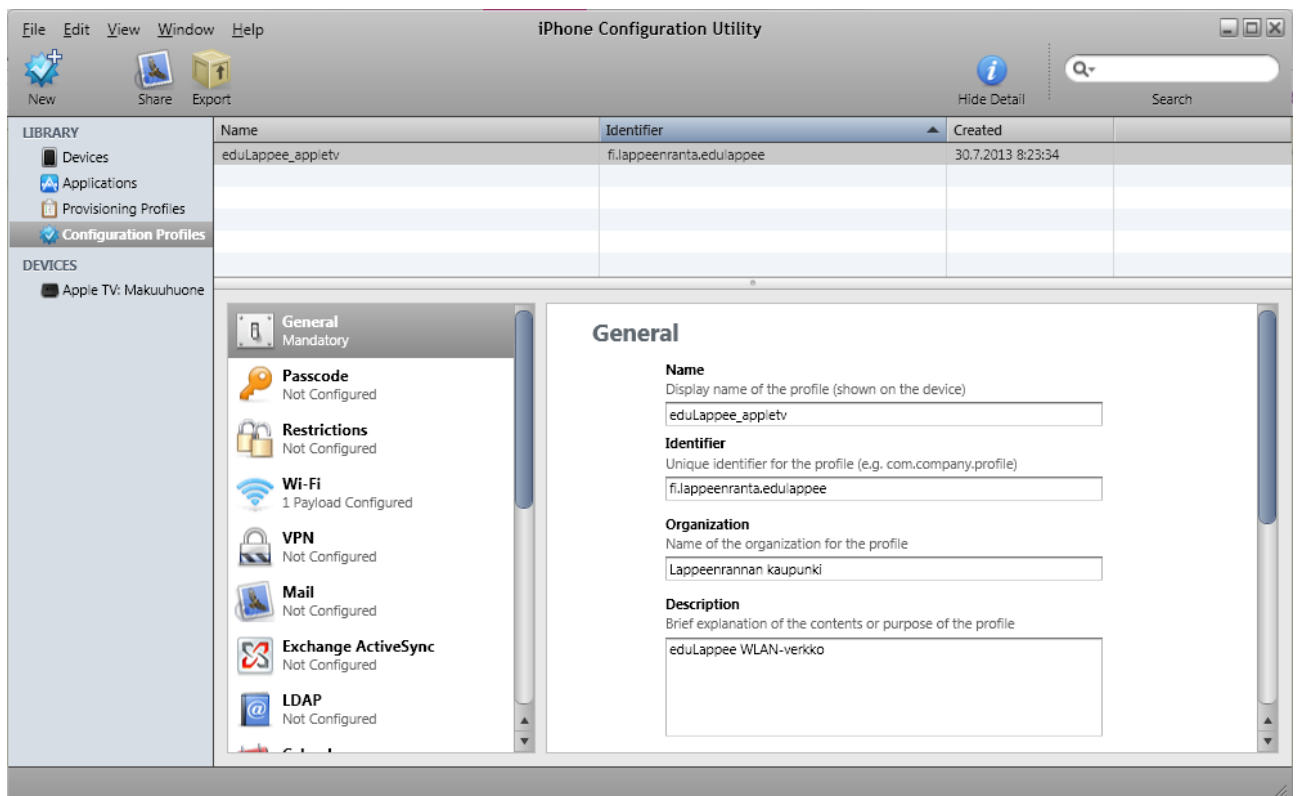 File Edit View Window Help
iPhone Configuration Utility
New
Share
Export
Hide Detail
Search
LIBRARY
Devices
Applications
Provisioning Profiles
Configuration Profiles
DEVICES
Apple TV: Makuuhuone
Name Identifier Created
eduLappee_appletv fi.lappeenranta.edulappee 30.7.2013 8:23:34
General
Mandatory
Passcode
Not Configured
Restrictions
Not Configured
Wi-Fi
1 Payload Configured
VPN
Not Configured
Mail
Not Configured
Exchange ActiveSync
Not Configured
LDAP
Not Configured
General
Name
Display name of the profile (shown on the device)
eduLappee_appletv
Identifier
Unique identifier for the profile (e.g. com.company.profile)
fi.lappeenranta.edulappee
Organization
Name of the organization for the profile
Lappeenrannan kaupunki
Description
Brief explanation of the contents or purpose of the profile
eduLappee WLAN-verkko